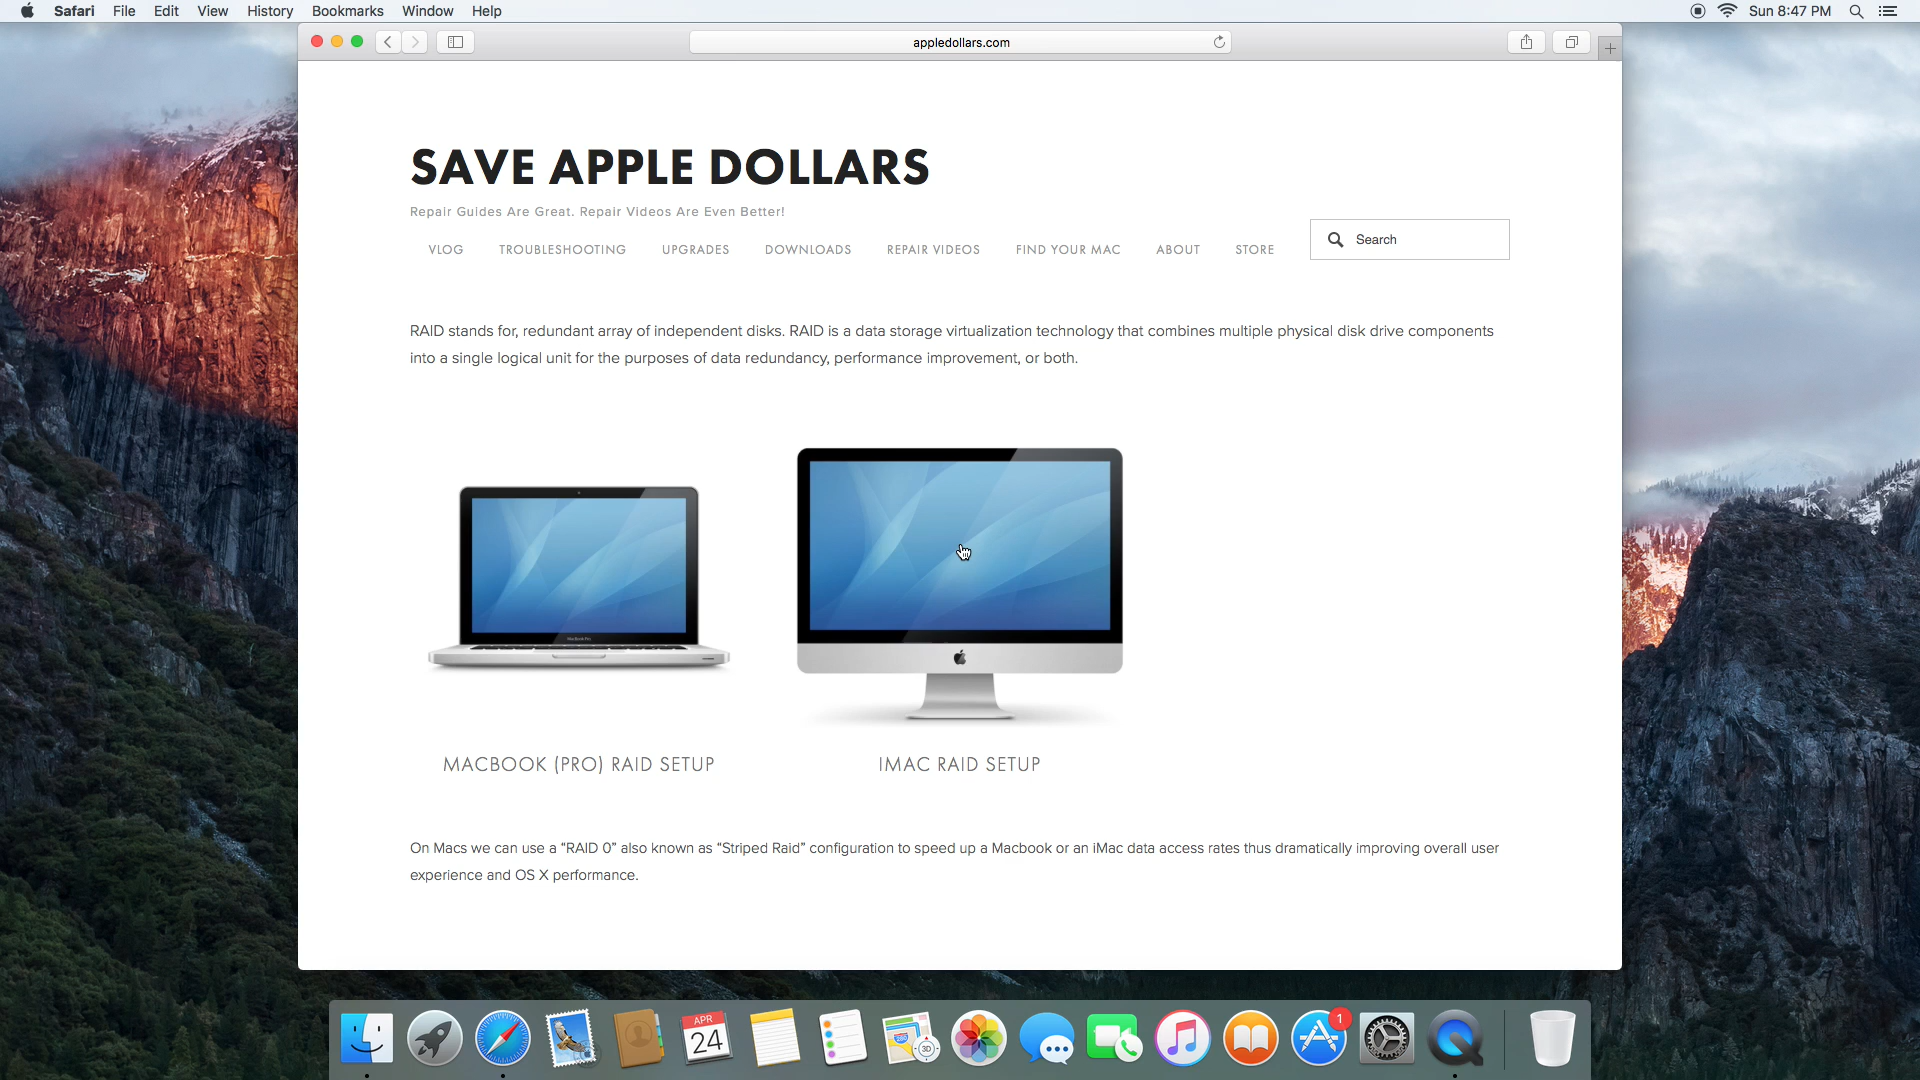 Safari File Edit View History Bookmarks Window Help Sun 8:47 PM
appledollars.com
SAVE APPLE DOLLARS
Repair Guides Are Great. Repair Videos Are Even Better!
VLOG TROUBLESHOOTING UPGRADES DOWNLOADS REPAIR VIDEOS FIND YOUR MAC ABOUT STORE Search
RAID stands for, redundant array of independent disks. RAID is a data storage virtualization technology that combines multiple physical disk drive components
into a single logical unit for the purposes of data redundancy, performance improvement, or both.
MacBook Pro
MACBOOK (PRO) RAID SETUP
IMAC RAID SETUP
On Macs we can use a “RAID 0” also known as “Striped Raid” configuration to speed up a Macbook or an iMac data access rates thus dramatically improving overall user
experience and OS X performance.
APR
24
280
3D
1